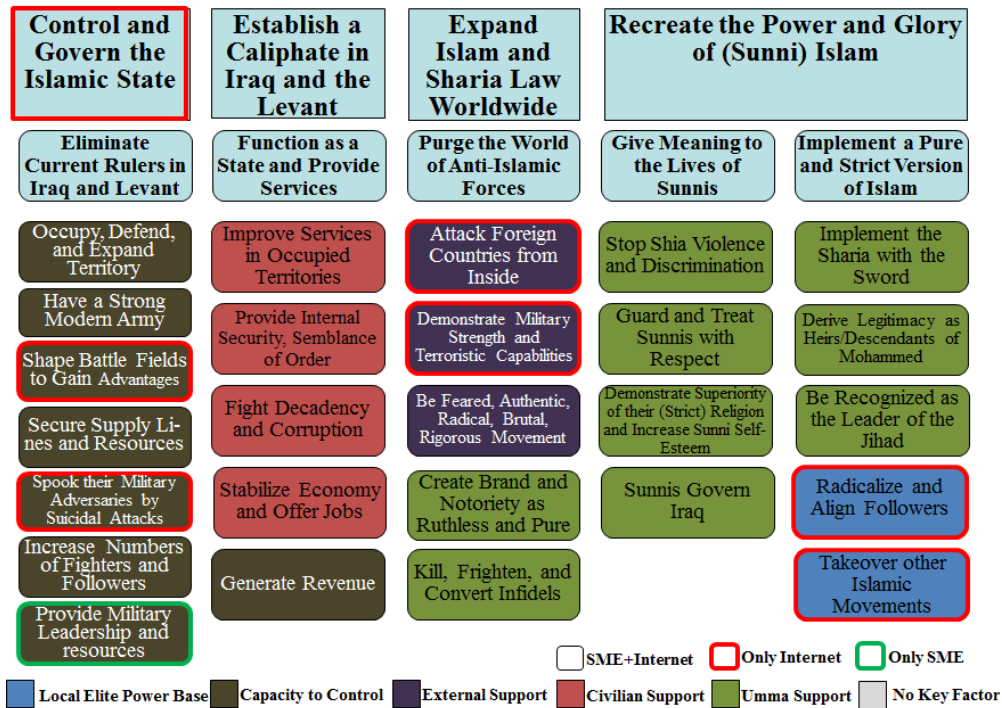 Control and
Govern the
Islamic State
Establish a
Caliphate in
Iraq and the
Levant
Expand
Islam and
Sharia Law
Worldwide
Recreate the Power and Glory
of (Sunni) Islam
Eliminate
Current Rulers in
Iraq and Levant
Function as a
State and Provide
Services
Purge the World
of Anti-Islamic
Forces
Give Meaning to
the Lives of
Sunnis
Implement a Pure
and Strict Version
of Islam
Occupy, Defend,
and Expand
Territory
Improve Services
in Occupied
Territories
Attack Foreign
Countries from
Inside
Stop Shia Violence
and Discrimination
Implement the
Sharia with the
Sword
Have a Strong
Modern Army
Provide Internal
Security, Semblance
of Order
Demonstrate Military
Strength and
Terroristic Capabilities
Guard and Treat
Sunnis with
Respect
Derive Legitimacy as
Heirs/Descendants of
Mohammed
Shape Battle Fields
to Gain Advantages
Fight Decadency
and Corruption
Be Feared, Authentic,
Radical, Brutal,
Rigorous Movement
Demonstrate Superiority
of their (Strict) Religion
and Increase Sunni Self-
Esteem
Be Recognized as
the Leader of the
Jihad
Secure Supply Li-
nes and Resources
Stabilize Economy
and Offer Jobs
Create Brand and
Notoriety as
Ruthless and Pure
Sunnis Govern
Iraq
Radicalize and
Align Followers
Spook their Military
Adversaries by
Suicidal Attacks
Increase Numbers
of Fighters and
Followers
Generate Revenue
Kill, Frighten, and
Convert Infidels
Takeover other
Islamic
Movements
Provide Military
Leadership and
resources
SME+Internet
Only Internet
Only SME
Local Elite Power Base
Capacity to Control
External Support
Civilian Support
Umma Support
No Key Factor